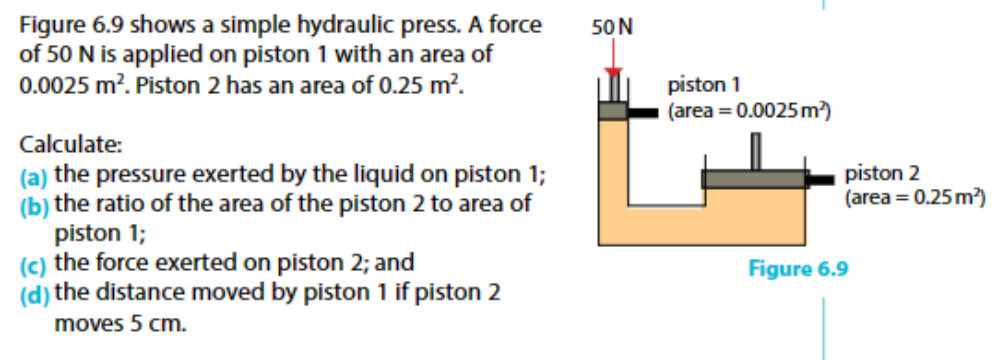 Figure 6.9 shows a simple hydraulic press. A force
of 50 N is applied on piston 1 with an area of
0.0025 m². Piston 2 has an area of 0.25 m².
Calculate:
(a) the pressure exerted by the liquid on piston 1;
(b) the ratio of the area of the piston 2 to area of
piston 1;
(c) the force exerted on piston 2; and
(d) the distance moved by piston 1 if piston 2
moves 5 cm.
50 N
piston 1
(area = 0.0025 m²)
piston 2
(area = 0.25 m²)
Figure 6.9